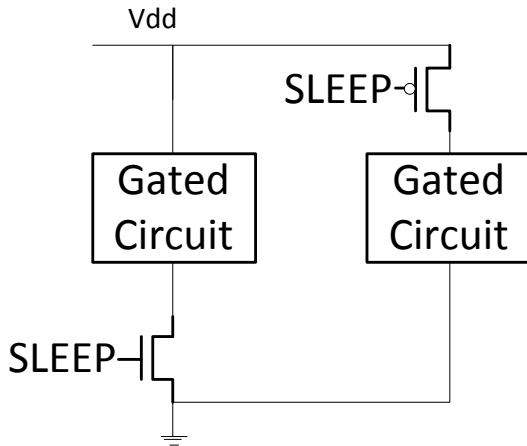 Vdd
SLEEP
Gated
Circuit
Gated
Circuit
SLEEP